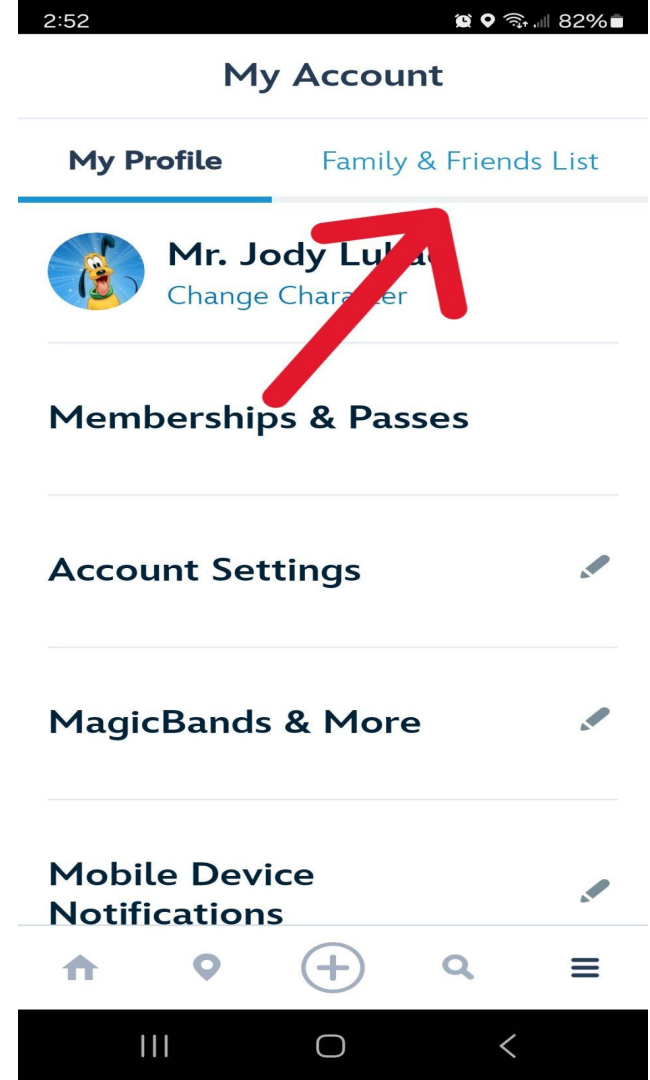 2:52 82%
My Account
My Profile Family & Friends List
Mr. Jody
Change Character
Memberships & Passes
Account Settings
MagicBands & More
Mobile Device
Notifications